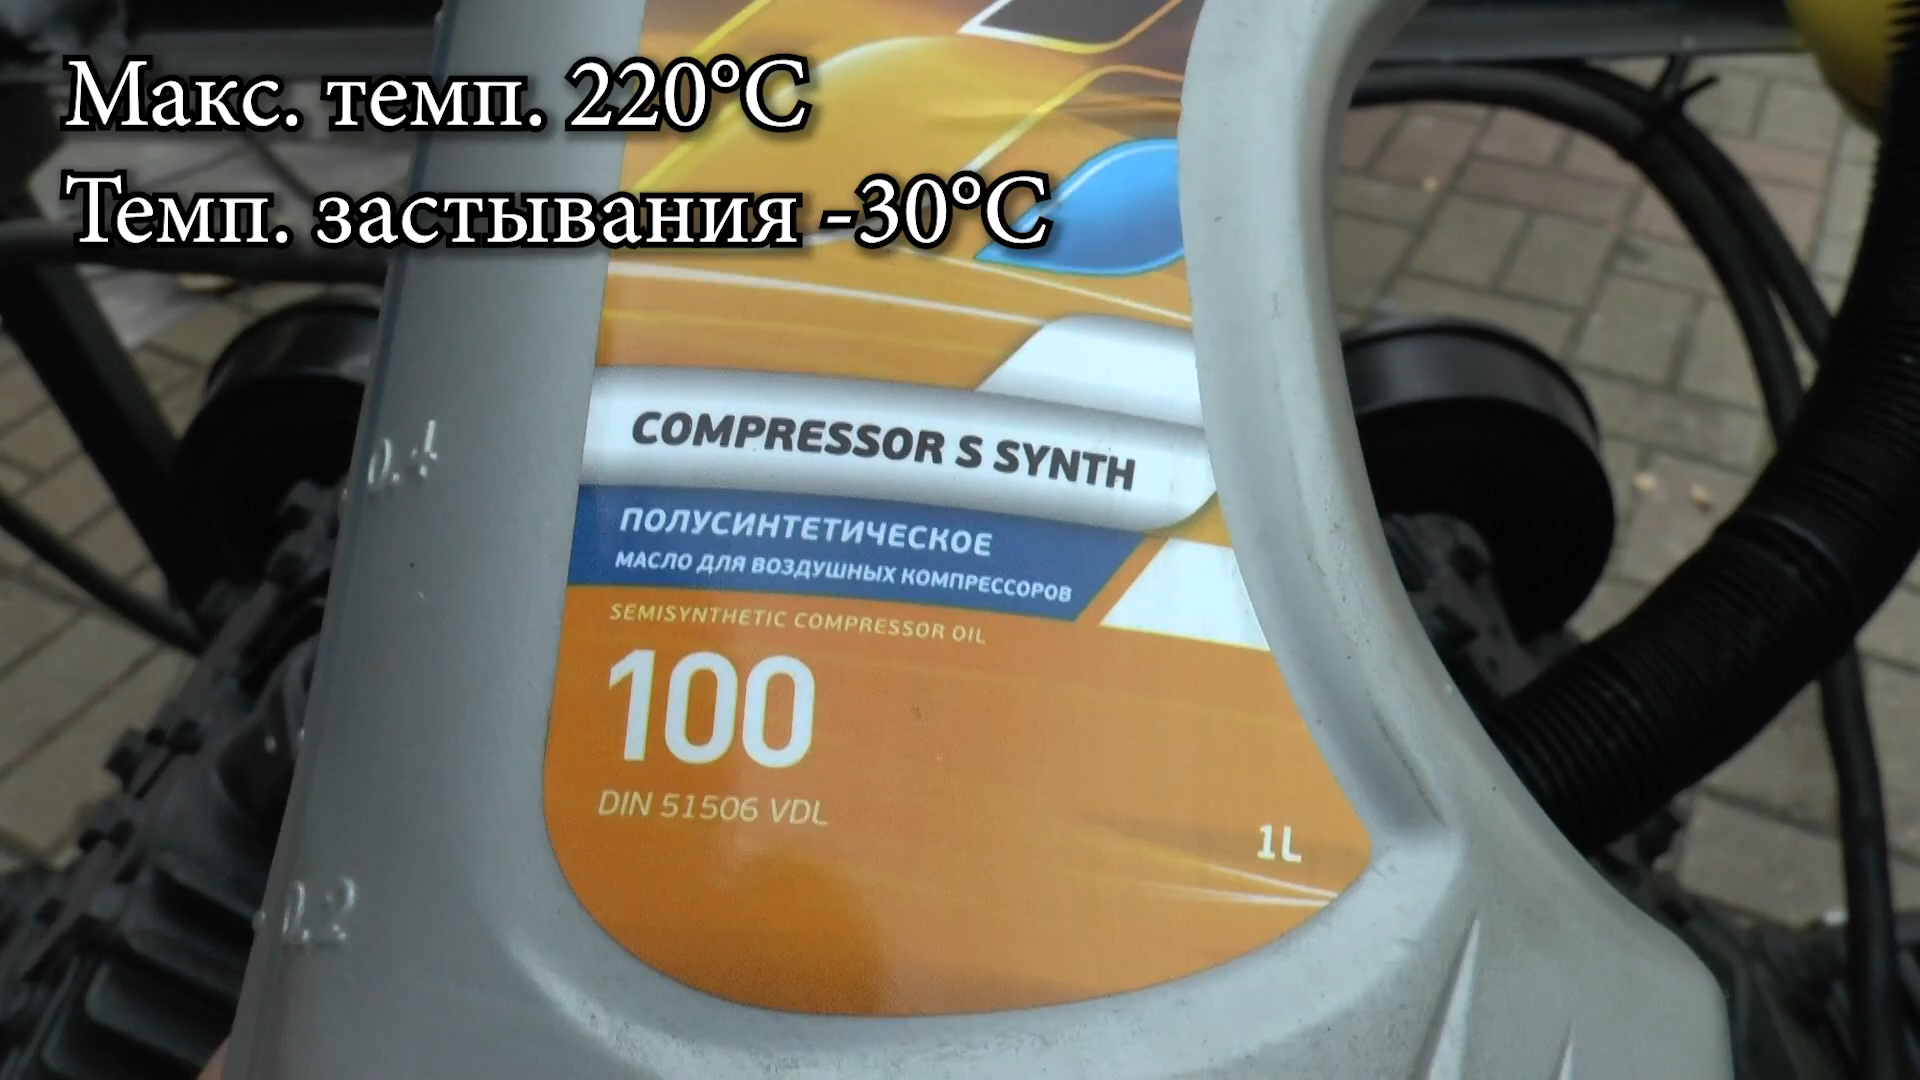 Макс. темп. 220°С
Темп. застывания -30°С
COMPRESSOR S SYNTH
0.4
ПОЛУСИНТЕТИЧЕСКОЕ
МАСЛО ДЛЯ ВОЗДУШНЫХ КОМПРЕССОРОВ
SEMISYNTHETIC COMPRESSOR OIL
100
DIN 51506 VDL
1L
0.2